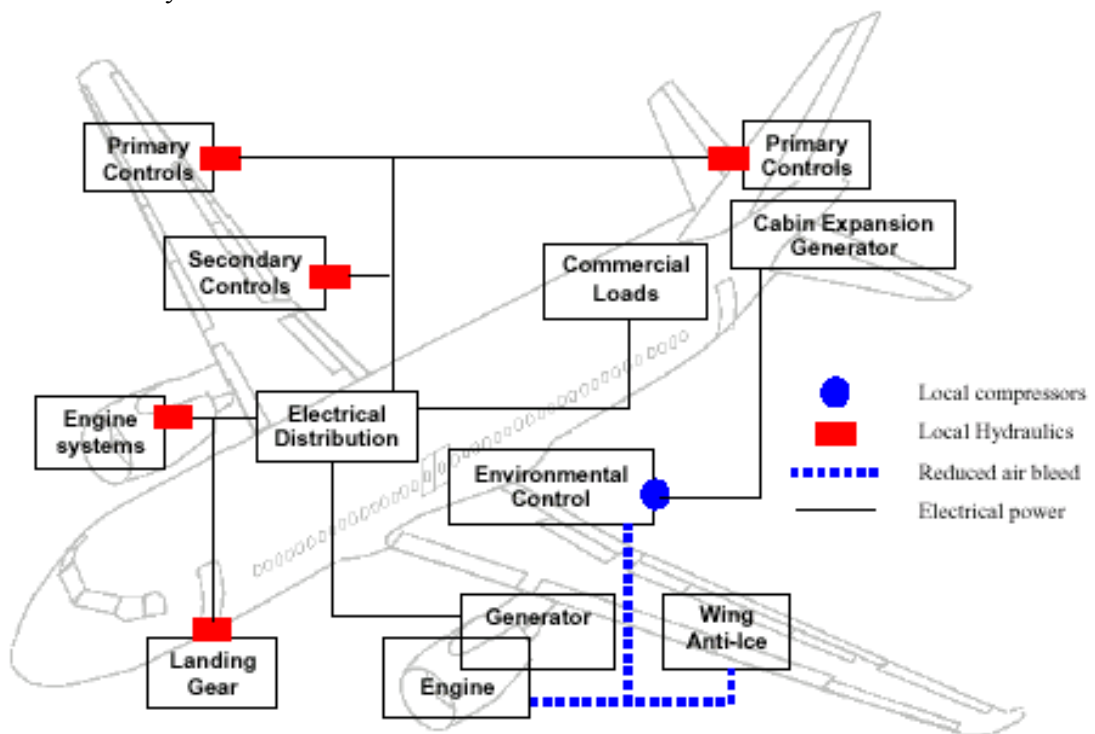 Primary
Controls
Primary
Controls
Cabin Expansion
Generator
Secondary
Controls
Commercial
Loads
Engine
systems
Electrical
Distribution
Local compressors
Local Hydraulics
Reduced air bleed
Electrical power
Environmental
Control
Generator
Wing
Anti-Ice
Landing
Gear
Engine